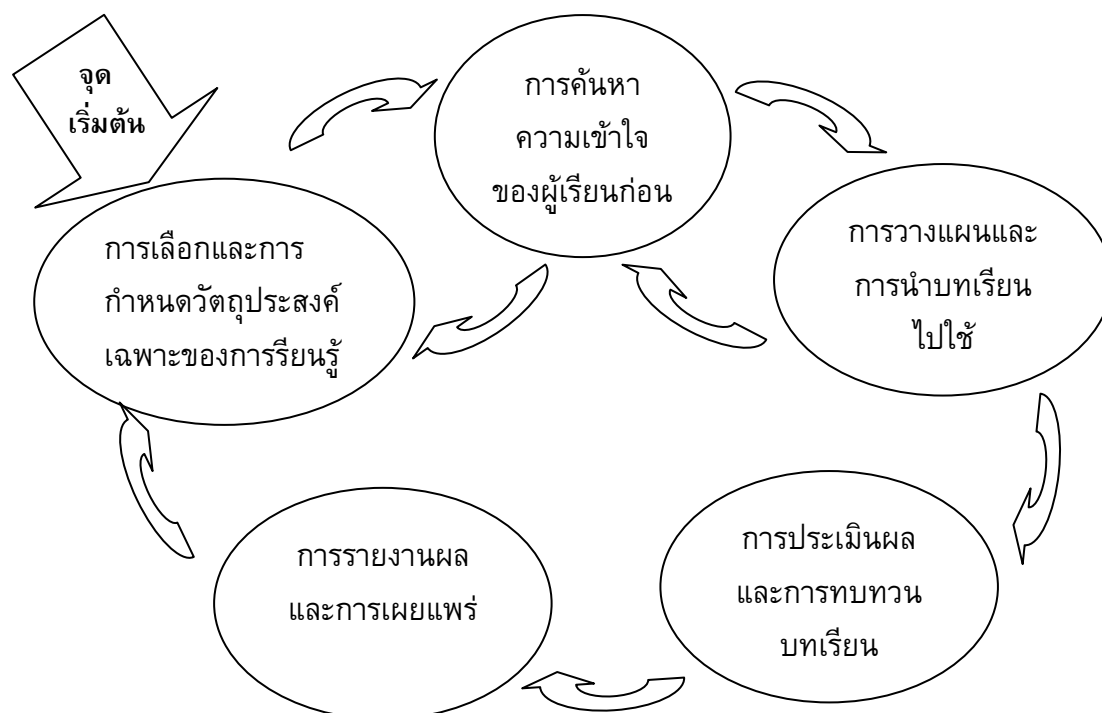 จุด
เริ่มต้น
การค้นหา
ความเข้าใจ
ของผู้เรียนก่อน
การเลือกและการ
กำหนดวัตถุประสงค์
เฉพาะของการรียนรู้
การวางแผนและ
การนำบทเรียน
ไปใช้
การรายงานผล
และการเผยแพร่
การประเมินผล
และการทบทวน
บทเรียน